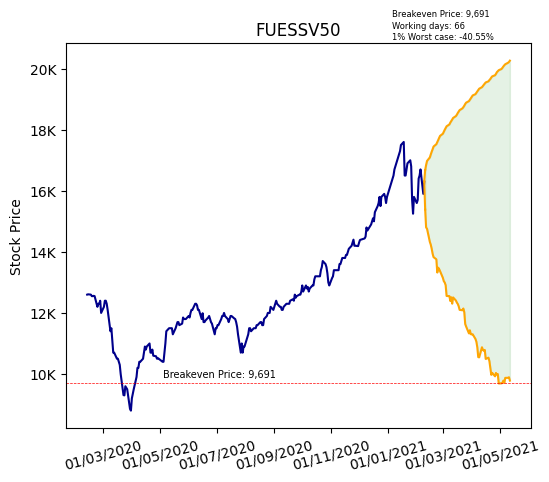 Breakeven Price: 9,691
Working days: 66
1% Worst case: -40.55%
FUESSV50
Stock Price
20K
18K
16K
14K
12K
10K
Breakeven Price: 9,691
01/03/2020
01/05/2020
01/07/2020
01/09/2020
01/11/2020
01/01/2021
01/03/2021
01/05/2021